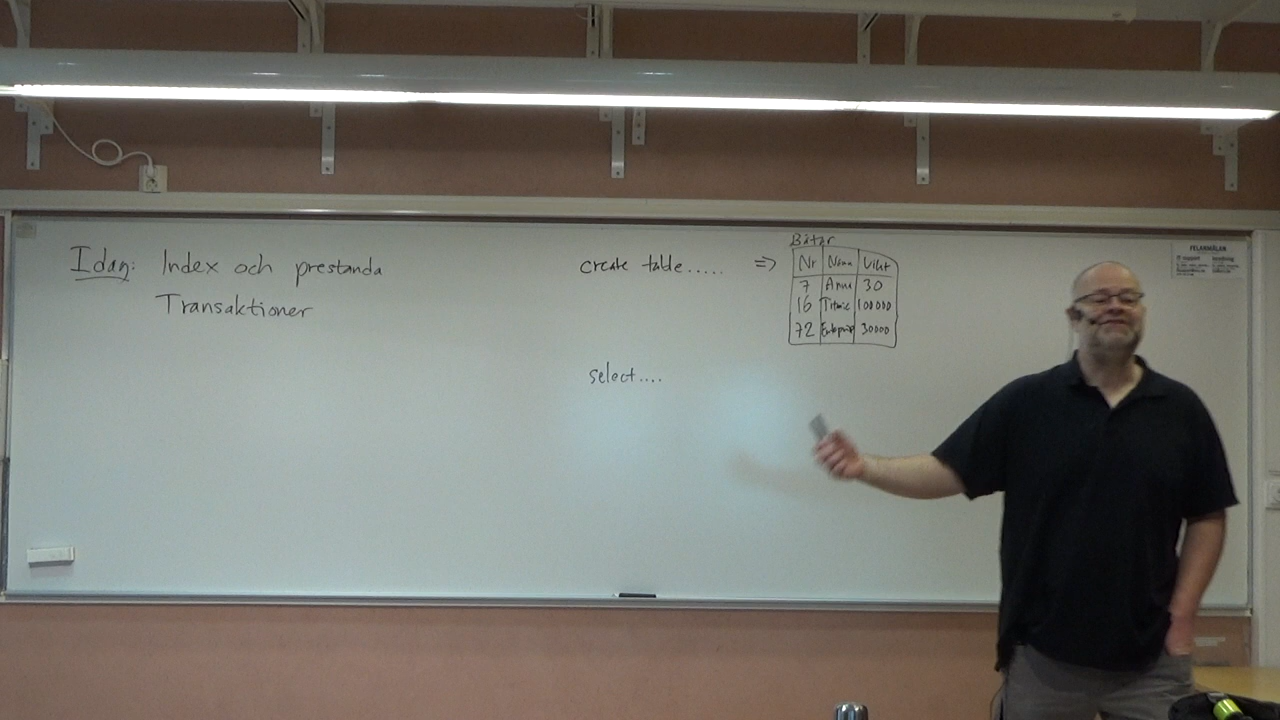 Idag: Index och prestanda
Transaktioner
create table..... ⇒
Båtar
Nr Namn Vikt
7 Anna 30
16 Titanic 100000
72 30000
select....
FELANMÄLAN